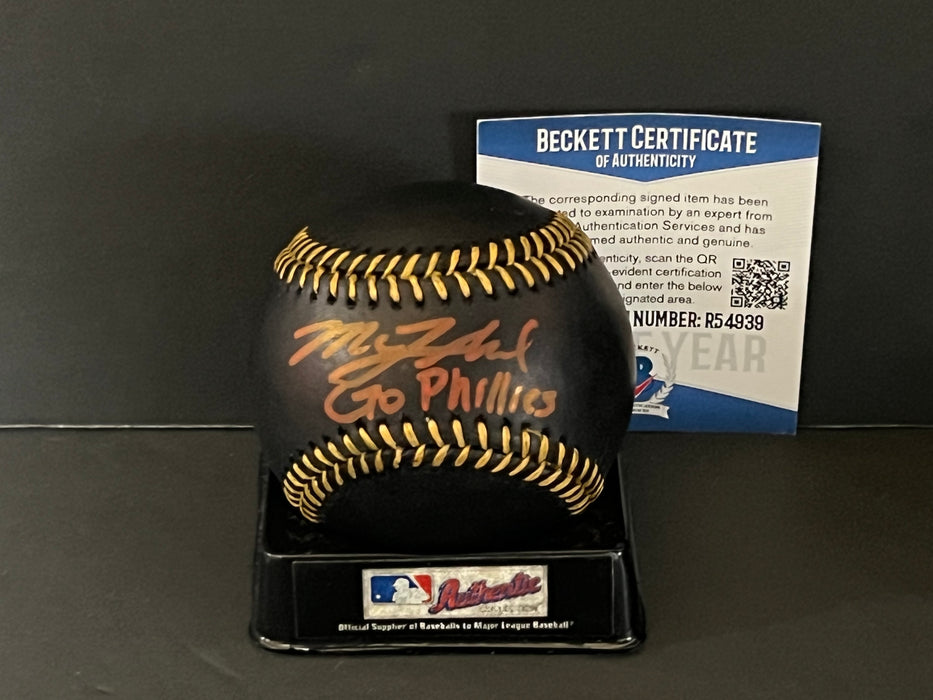 BECKETT CERTIFICATE
OF AUTHENTICITY
The corresponding signed item has been
to examination by an expert from
Authentication Services and has
authentic and genuine.
scan the QR
evident certification
and enter the below
area.
NUMBER: R54939
YEAR
Go Phillies
Authentic
COLLECTION
Official Supplier of Baseballs to Major League Baseball®